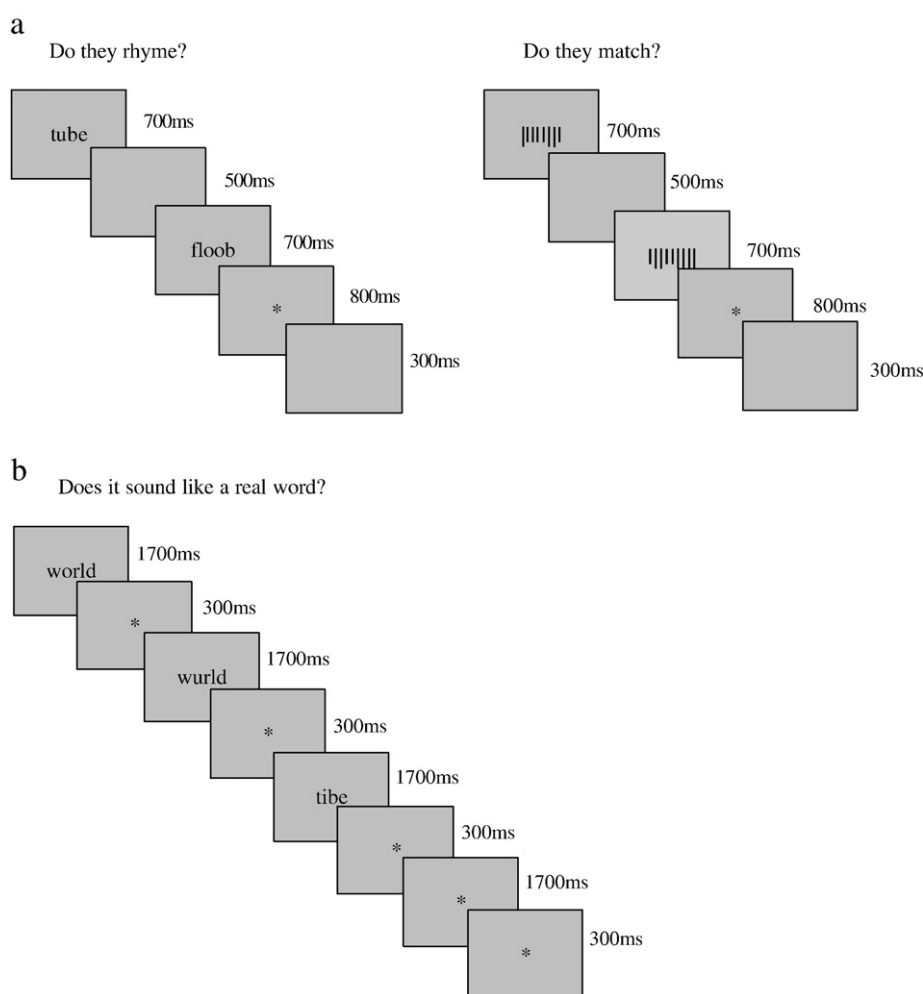 a
Do they rhyme?
tube
700ms
500ms
floob
700ms
*
800ms
300ms
Do they match?
700ms
500ms
700ms
*
800ms
300ms
b
Does it sound like a real word?
world
1700ms
*
300ms
wurld
1700ms
*
300ms
tibe
1700ms
*
300ms
*
1700ms
*
300ms